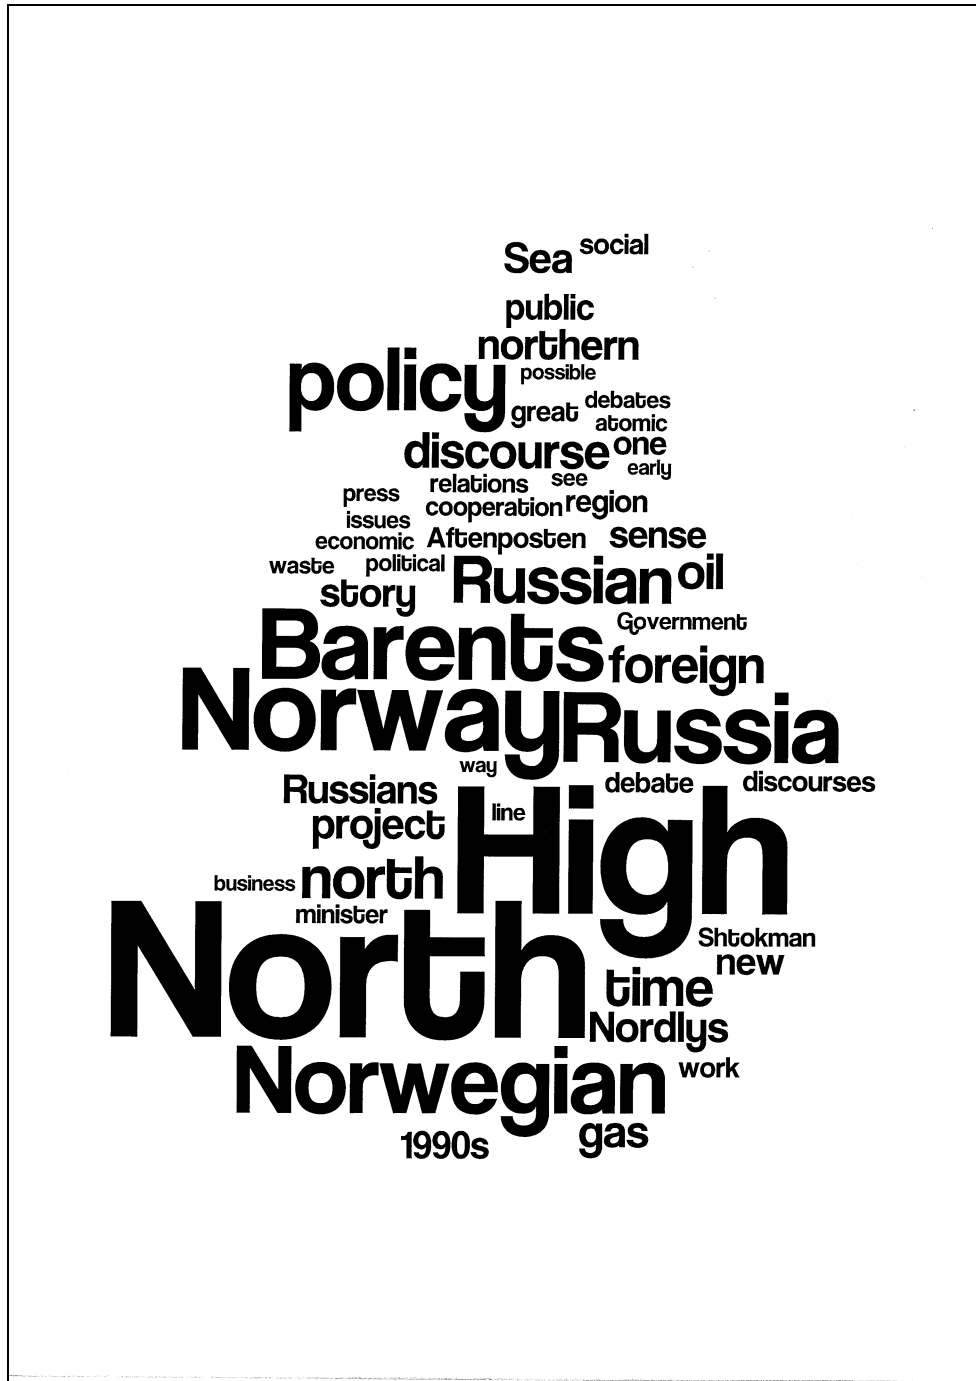 Sea social
public
northern
policy possible
great debates
atomic
discourse one
early
relations see
press cooperation region
issues
economic Aftenposten sense
waste political Russian oil
story
Barents Government
foreign
Norway Russia
way
Russians debate discourses
project line High
business north
minister
North Shtokman
new
time
Nordlys
Norwegian work
1990s gas